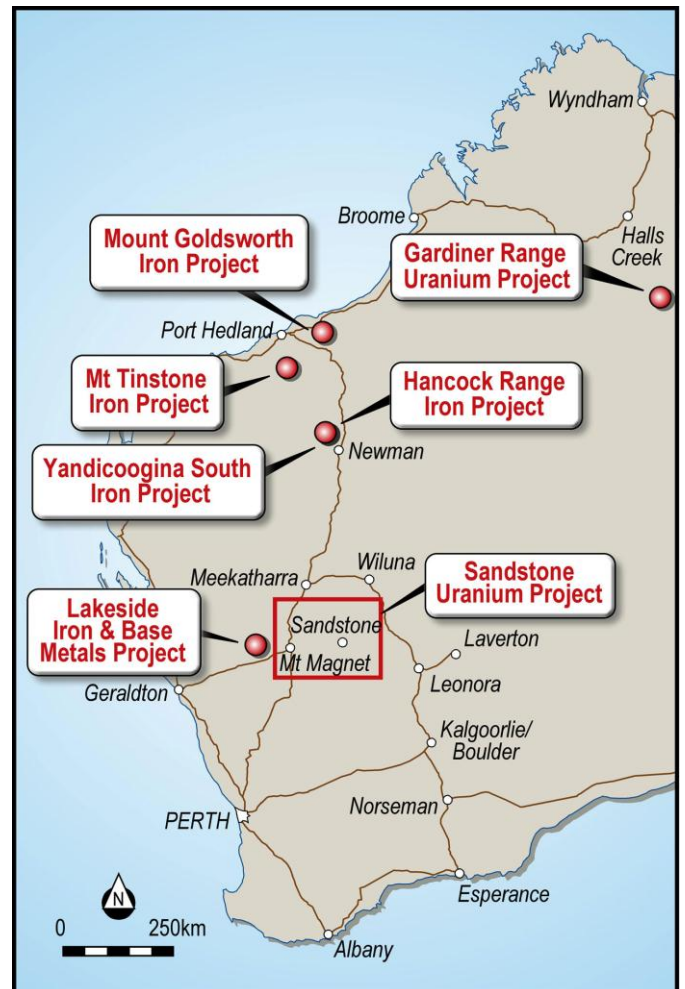 Wyndham
Broome
Halls
Creek
Mount Goldsworth
Iron Project
Gardiner Range
Uranium Project
Port Hedland
Mt Tinstone
Iron Project
Hancock Range
Iron Project
Yandicoogina South
Iron Project
Newman
Meekatharra
Wiluna
Sandstone
Uranium Project
Lakeside
Iron & Base
Metals Project
Sandstone
Mt Magnet
Laverton
Leonora
Geraldton
Kalgoorlie/
Boulder
PERTH
Norseman
Esperance
N
0 250km
Albany